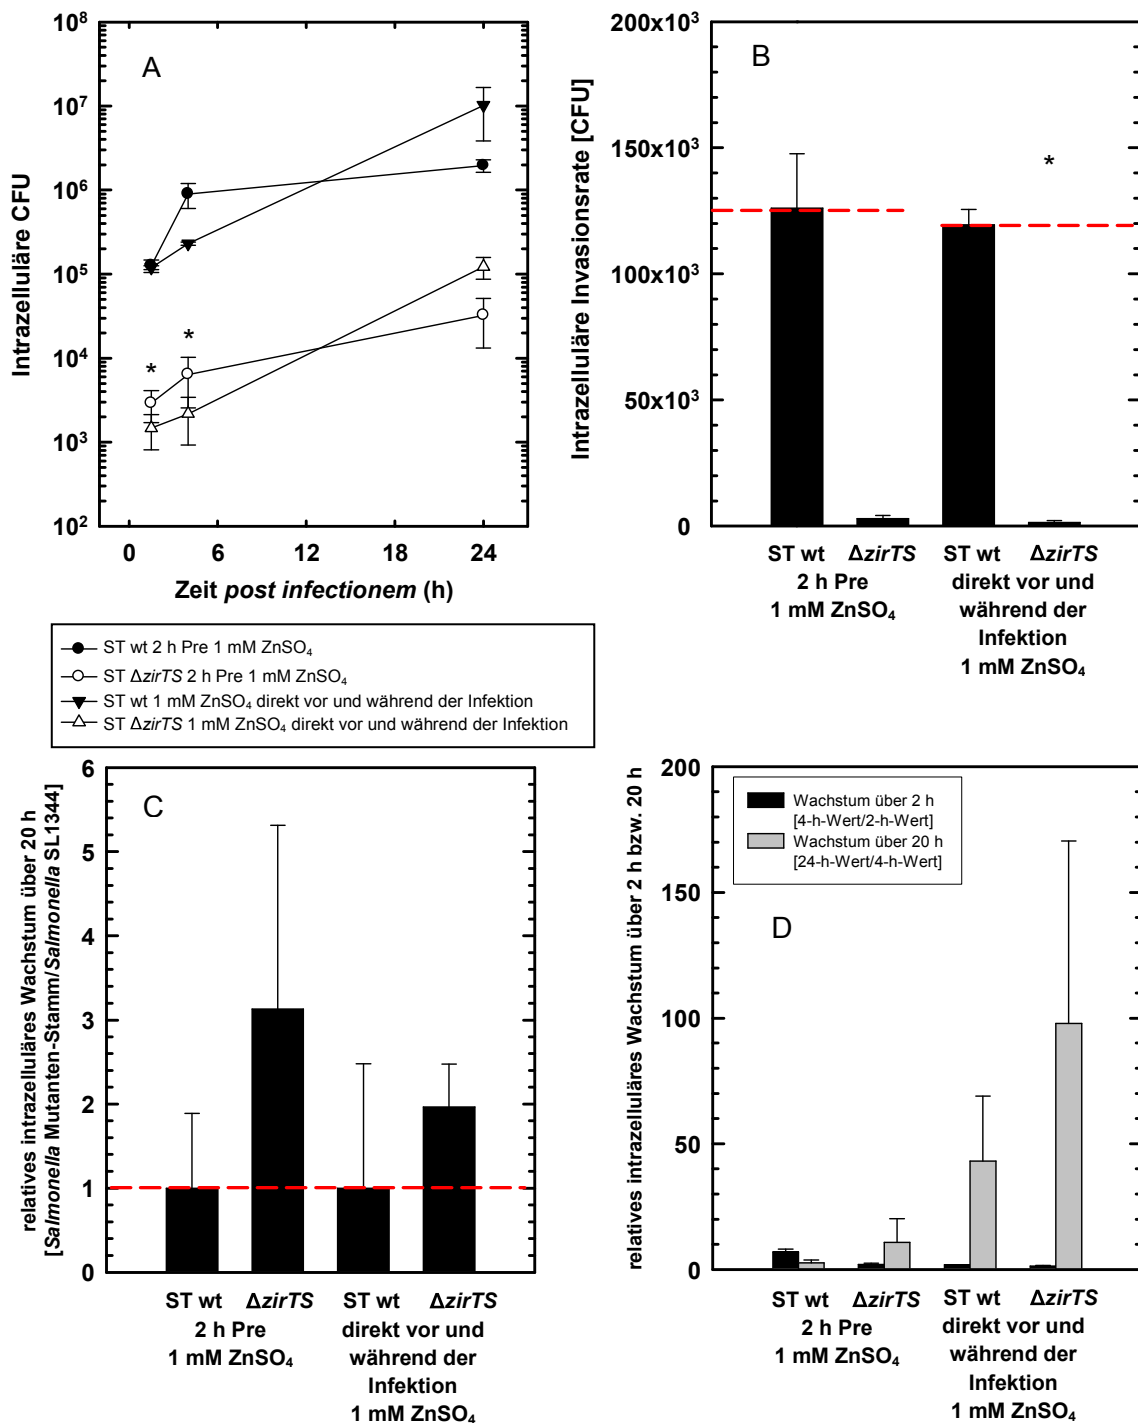 A
Intrazelluläre CFU
10⁸
10⁷
10⁶
10⁵
10⁴
10³
10²
*
*
0 6 12 18 24
Zeit post infectionem (h)
B
Intrazelluläre Invasionsrate [CFU]
200x10³
150x10³
100x10³
50x10³
0
*
ST wt ΔzirTS ST wt ΔzirTS
2 h Pre
1 mM ZnSO₄
direkt vor und
während der
Infektion
1 mM ZnSO₄
ST wt 2 h Pre 1 mM ZnSO₄
ST ΔzirTS 2 h Pre 1 mM ZnSO₄
ST wt 1 mM ZnSO₄ direkt vor und während der Infektion
ST ΔzirTS 1 mM ZnSO₄ direkt vor und während der Infektion
C
relatives intrazelluläres Wachstum über 20 h
[Salmonella Mutanten-Stamm/Salmonella SL1344]
6
5
4
3
2
1
0
ST wt ΔzirTS ST wt ΔzirTS
2 h Pre
1 mM ZnSO₄
direkt vor und
während der
Infektion
1 mM ZnSO₄
D
relatives intrazelluläres Wachstum über 2 h bzw. 20 h
200
150
100
50
0
Wachstum über 2 h
[4-h-Wert/2-h-Wert]
Wachstum über 20 h
[24-h-Wert/4-h-Wert]
ST wt ΔzirTS ST wt ΔzirTS
2 h Pre
1 mM ZnSO₄
direkt vor und
während der
Infektion
1 mM ZnSO₄